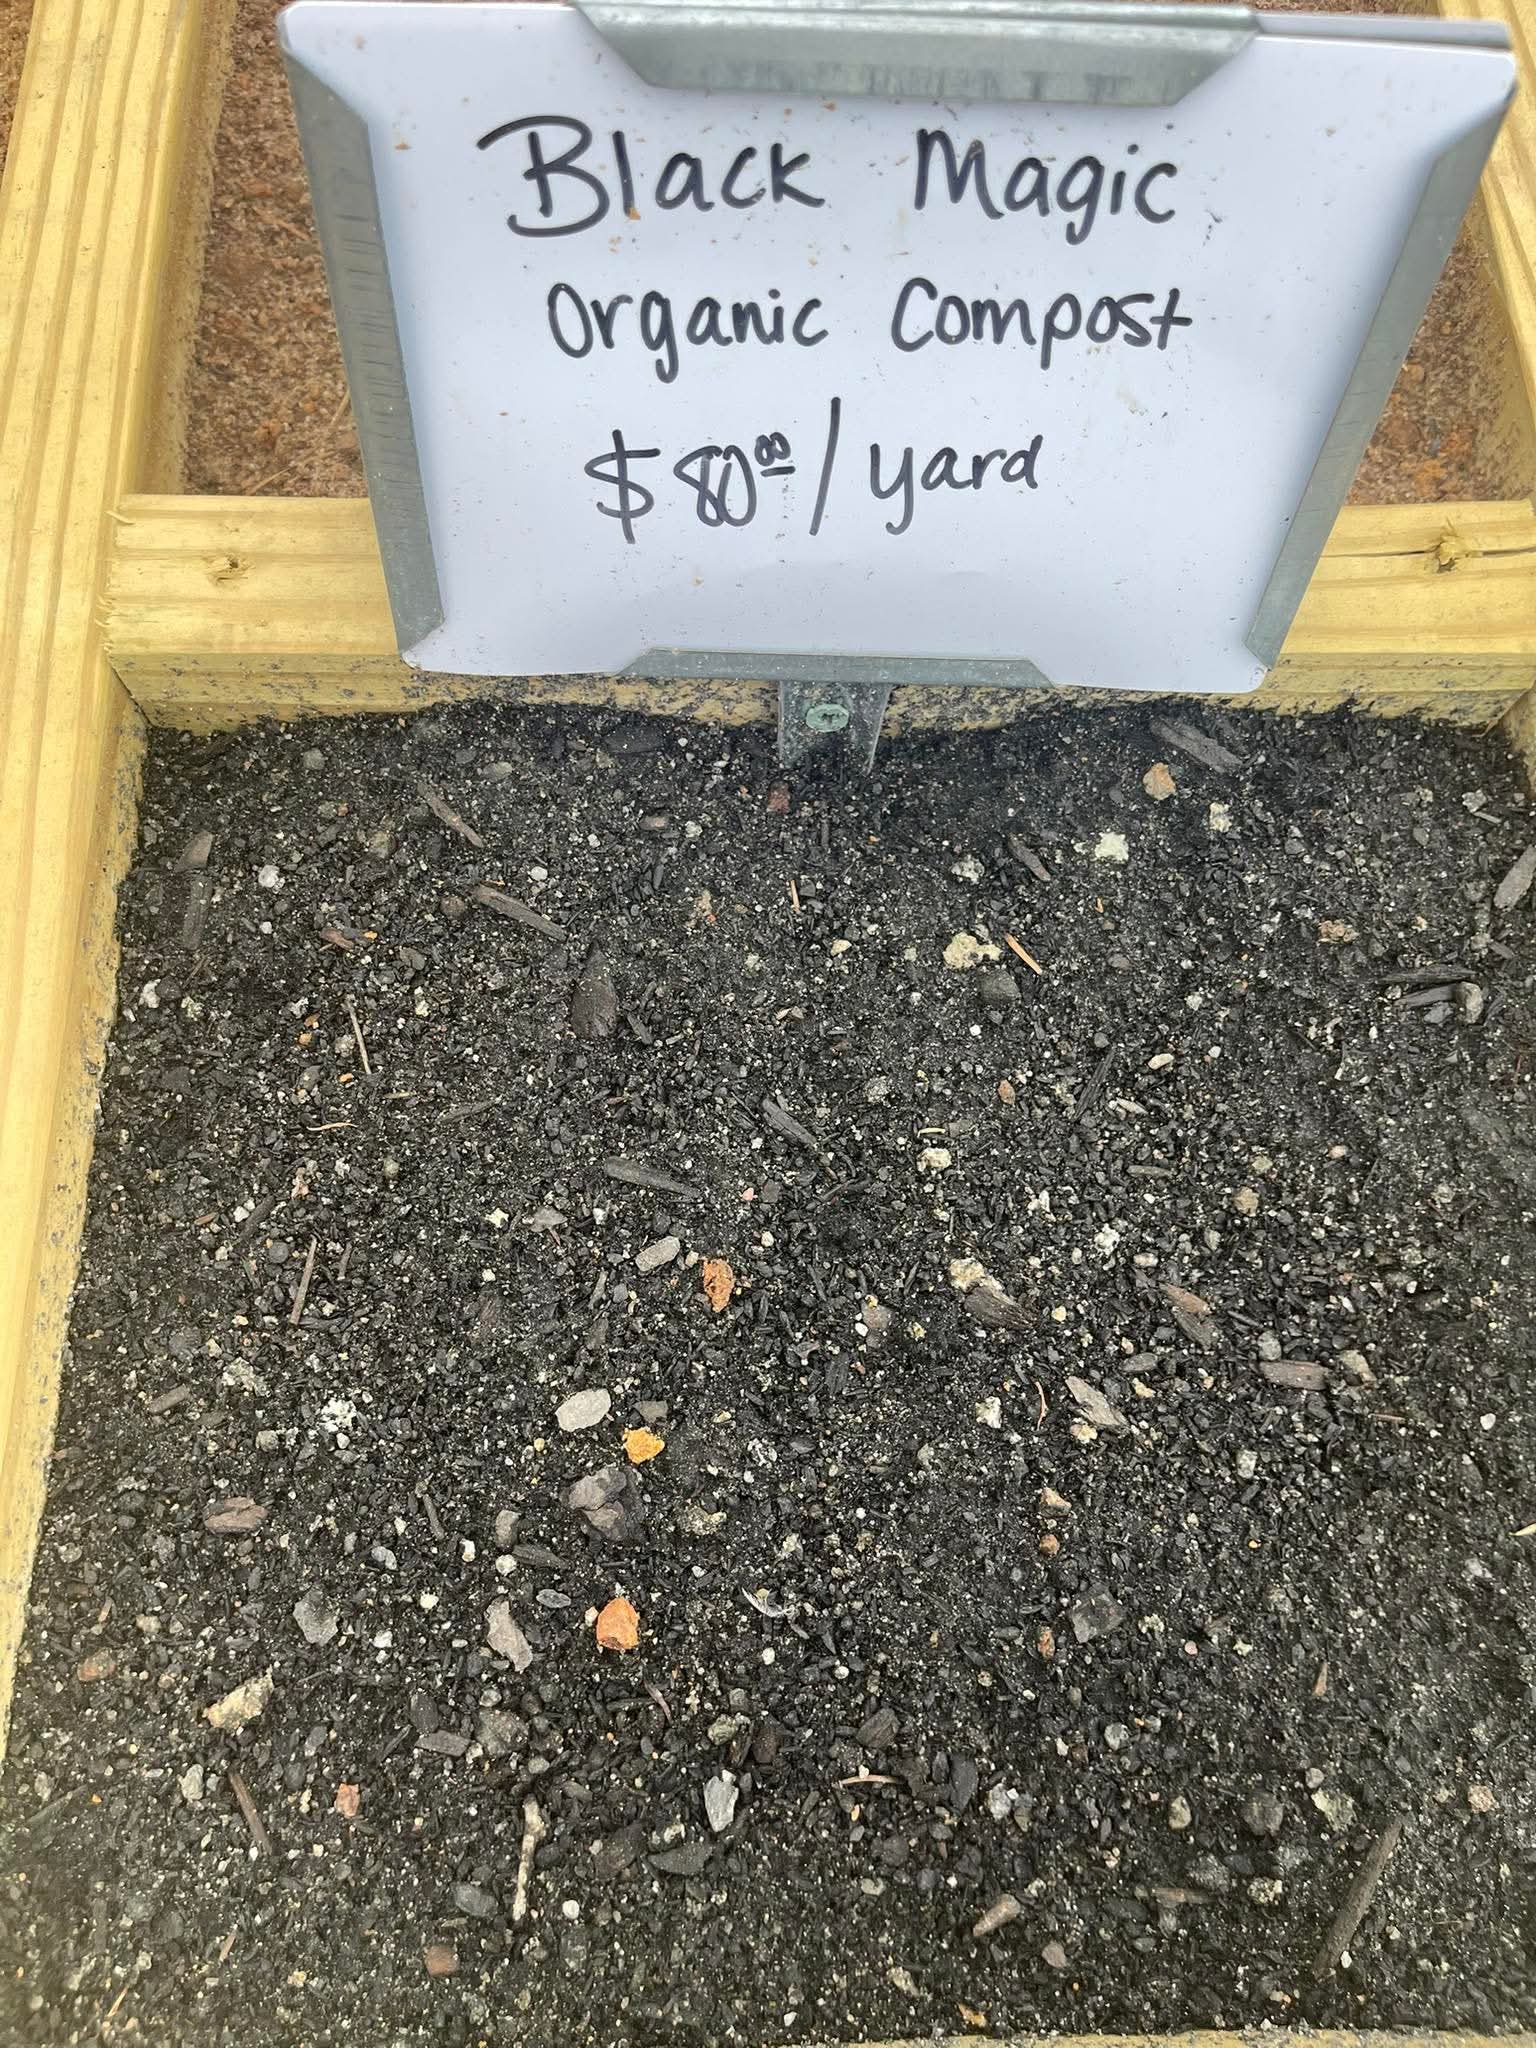 Black Magic
Organic Compost
$80.00/yard